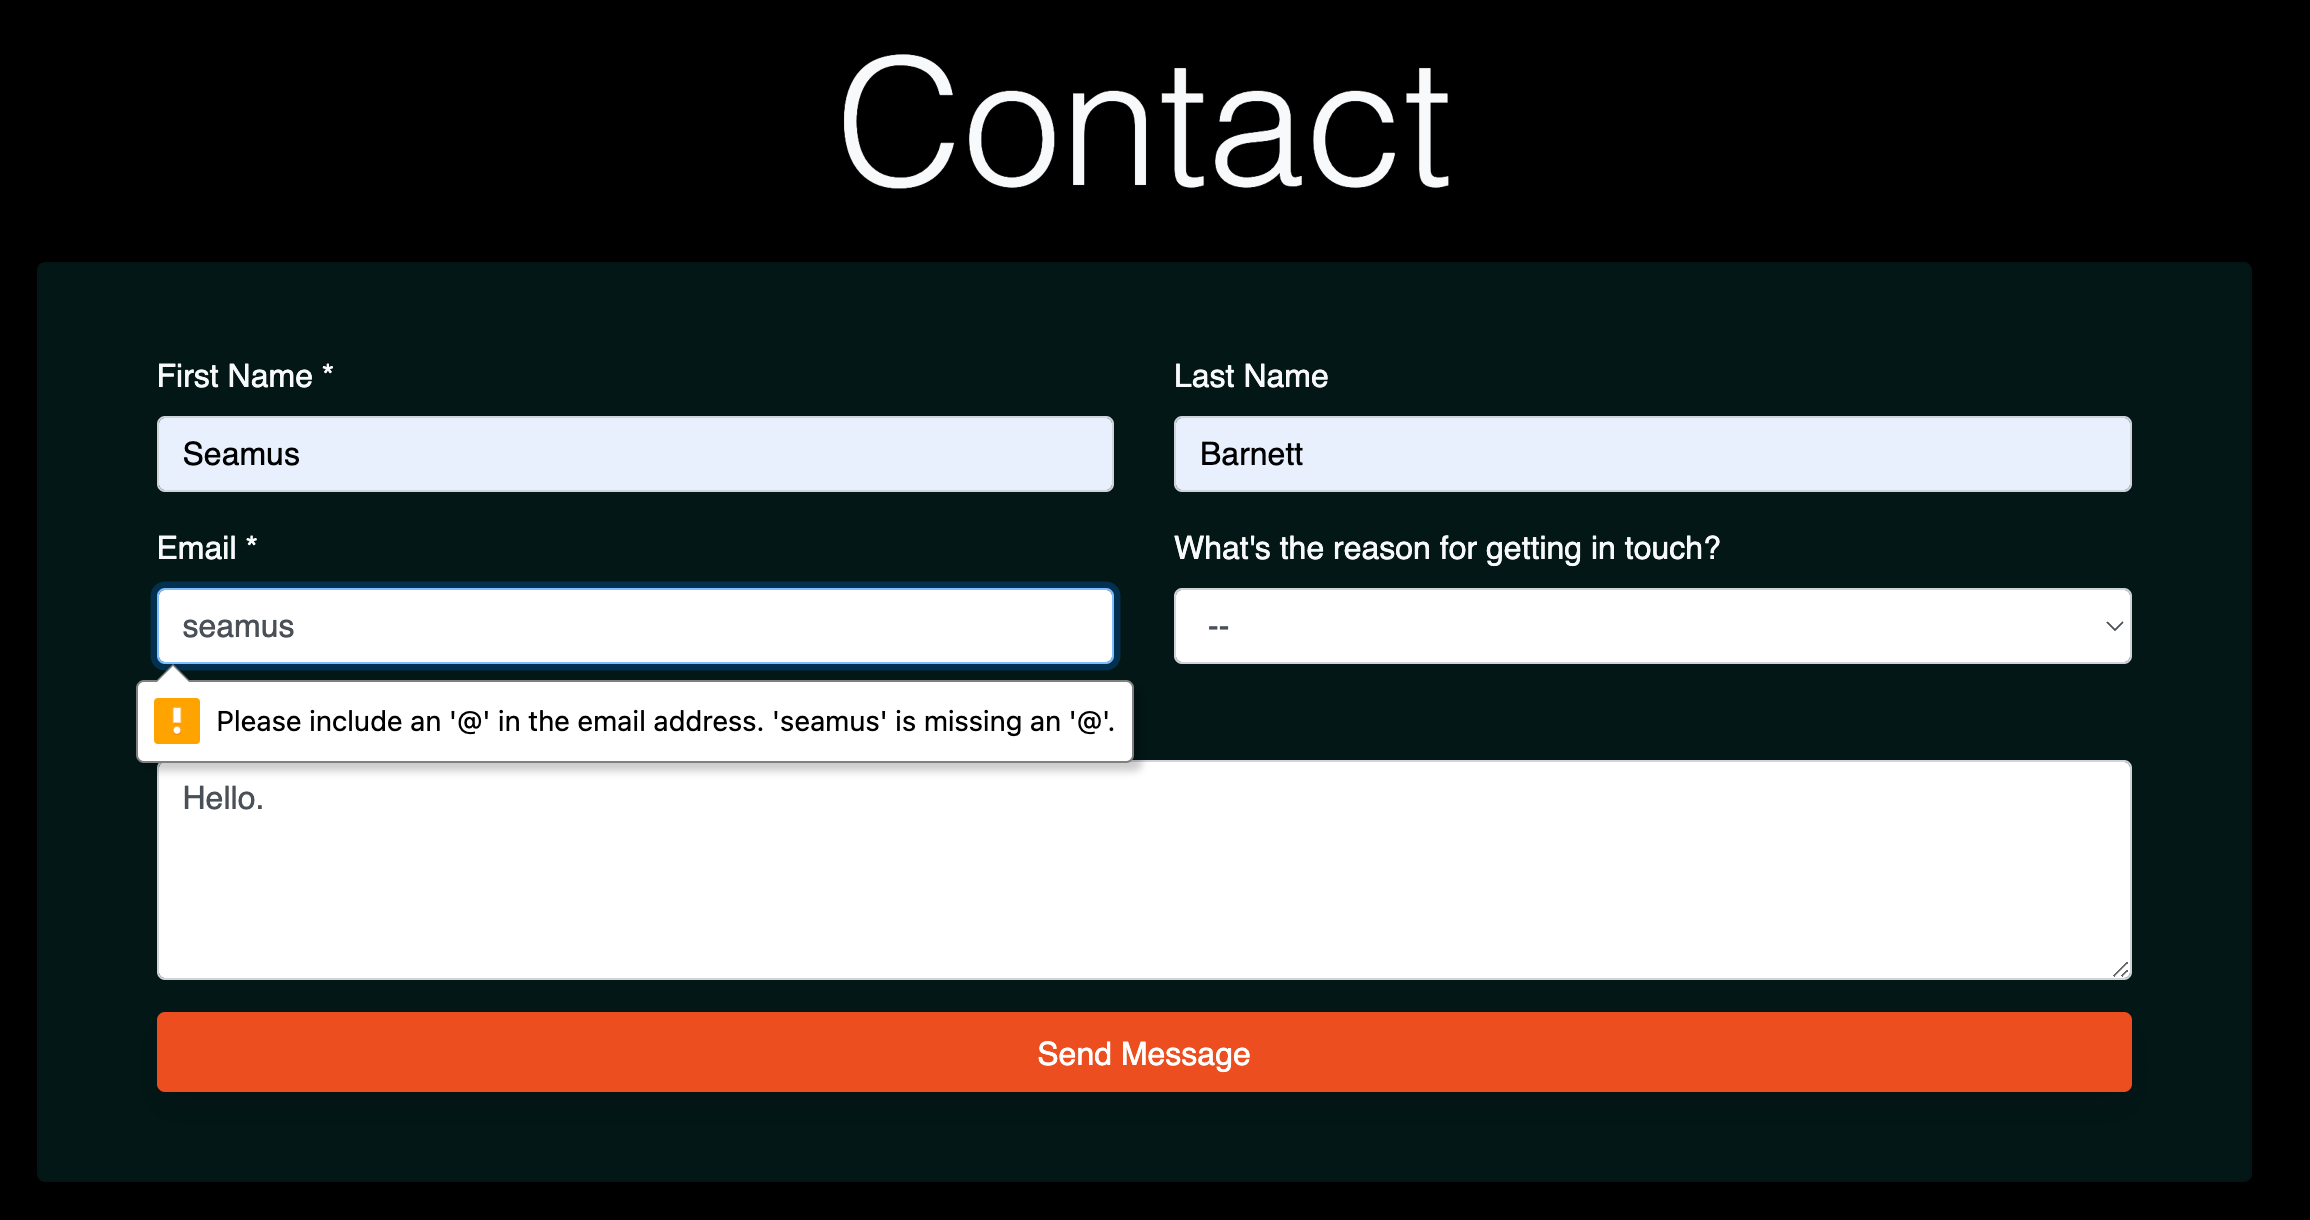 Contact
First Name *
Last Name
Seamus
Barnett
Email *
What's the reason for getting in touch?
seamus
--
! Please include an '@' in the email address. 'seamus' is missing an '@'.
Hello.
Send Message